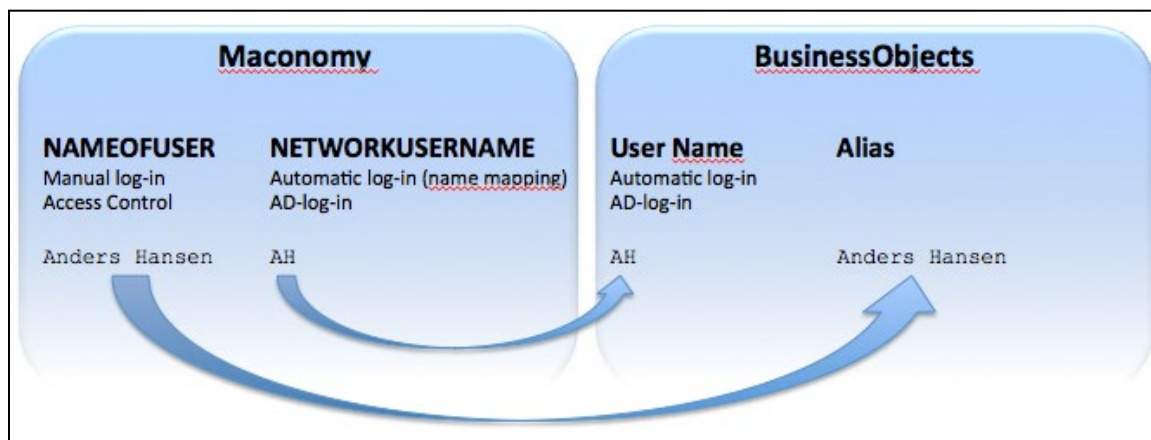 Maconomy
NAMEOFUSER
Manual log-in
Access Control
Anders Hansen
NETWORKUSERNAME
Automatic log-in (name mapping)
AD-log-in
AH
BusinessObjects
User Name
Automatic log-in
AD-log-in
AH
Alias
Anders Hansen